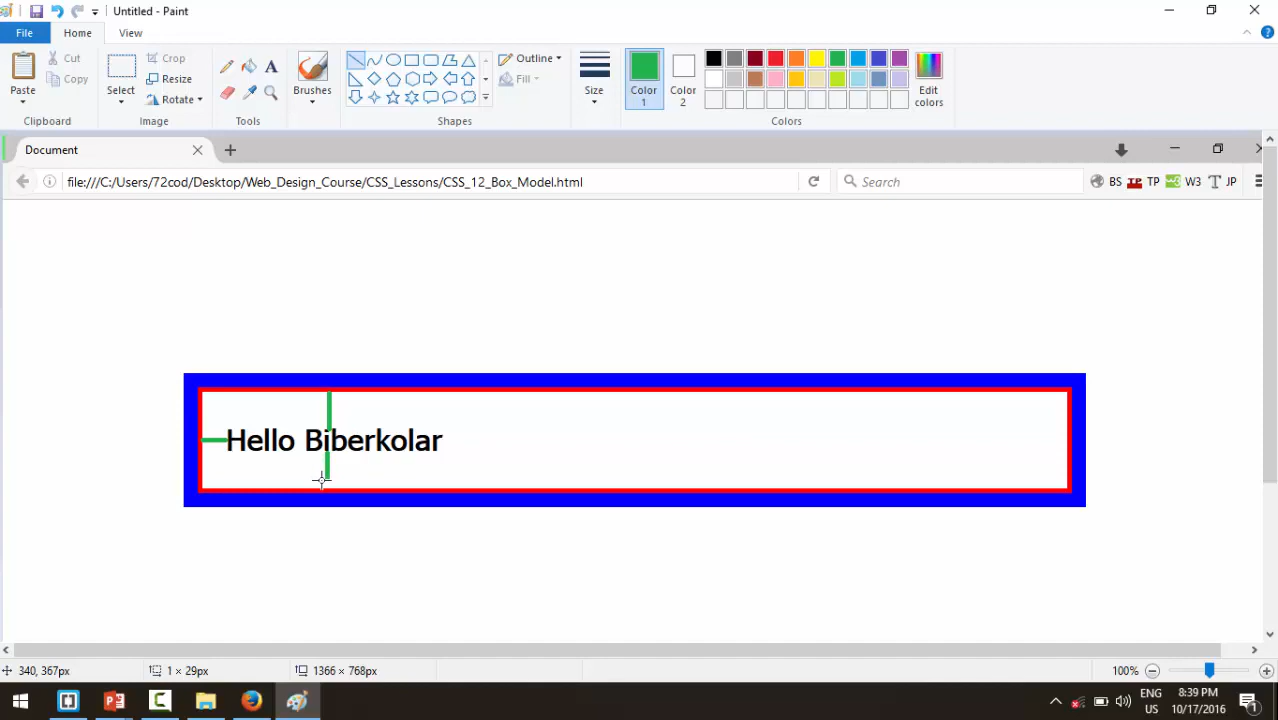 Untitled - Paint
File
Home
View
Paste
Cut
Copy
Clipboard
Select
Crop
Resize
Rotate
Image
A
Tools
Brushes
Outline
Fill
Shapes
Size
Color 1
Color 2
Edit colors
Colors
Document
file:///C:/Users/72cod/Desktop/Web_Design_Course/CSS_Lessons/CSS_12_Box_Model.html
Search
BS
TP
TP
W3
T
JP
Hello Biberkolar
340, 367px
1 × 29px
1366 × 768px
100%
ENG
US
8:39 PM
10/17/2016
1